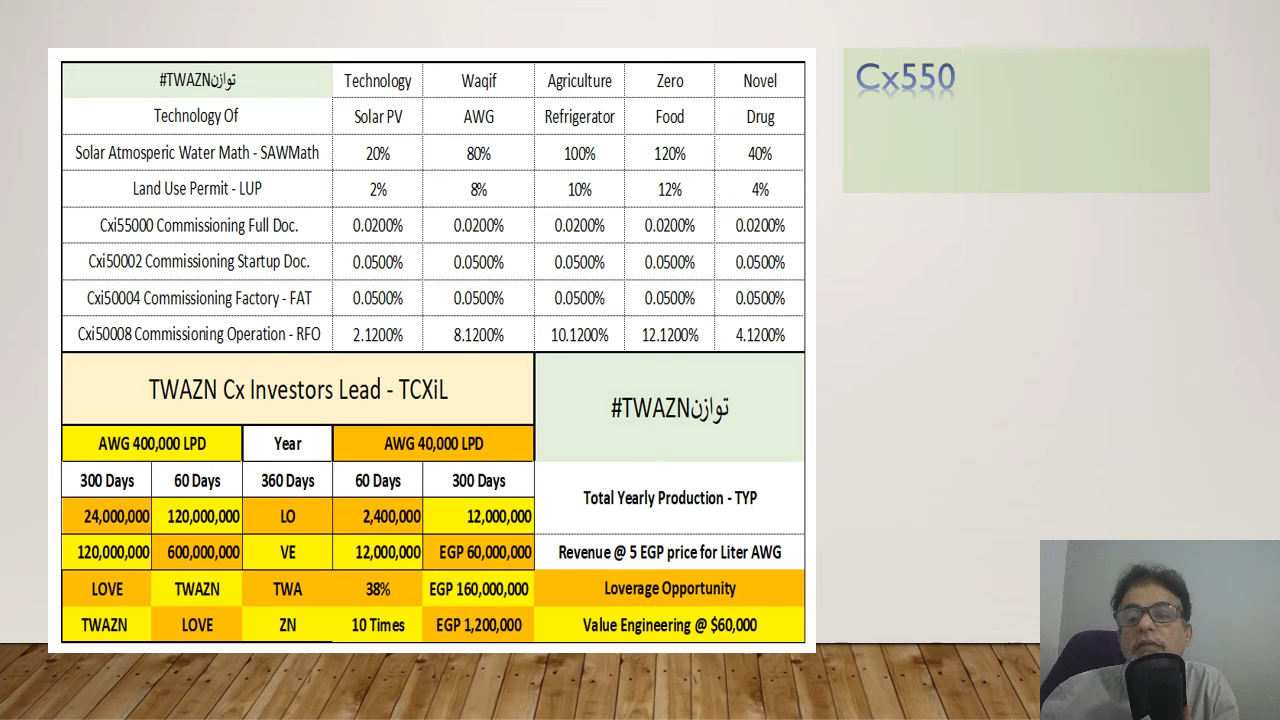 #TWAZNتوازن Technology Waqif Agriculture Zero Novel
Technology Of Solar PV AWG Refrigerator Food Drug
Solar Atmosperic Water Math - SAWMath 20% 80% 100% 120% 40%
Land Use Permit - LUP 2% 8% 10% 12% 4%
Cxi55000 Commissioning Full Doc. 0.0200% 0.0200% 0.0200% 0.0200% 0.0200%
Cxi50002 Commissioning Startup Doc. 0.0500% 0.0500% 0.0500% 0.0500% 0.0500%
Cxi50004 Commissioning Factory - FAT 0.0500% 0.0500% 0.0500% 0.0500% 0.0500%
Cxi50008 Commissioning Operation - RFO 2.1200% 8.1200% 10.1200% 12.1200% 4.1200%
TWAZN Cx Investors Lead - TCXiL
#TWAZNتوازن
AWG 400,000 LPD Year AWG 40,000 LPD
300 Days 60 Days 360 Days 60 Days 300 Days
Total Yearly Production - TYP
24,000,000 120,000,000 LO 2,400,000 12,000,000
120,000,000 600,000,000 VE 12,000,000 EGP 60,000,000 Revenue @ 5 EGP price for Liter AWG
LOVE TWAZN TWA 38% EGP 160,000,000 Loverage Opportunity
TWAZN LOVE ZN 10 Times EGP 1,200,000 Value Engineering @ $60,000
Cx550